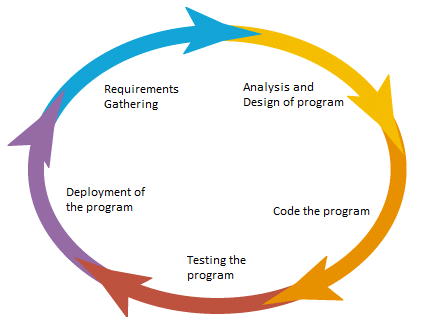 Requirements
Gathering
Analysis and
Design of program
Code the program
Testing the
program
Deployment of
the program